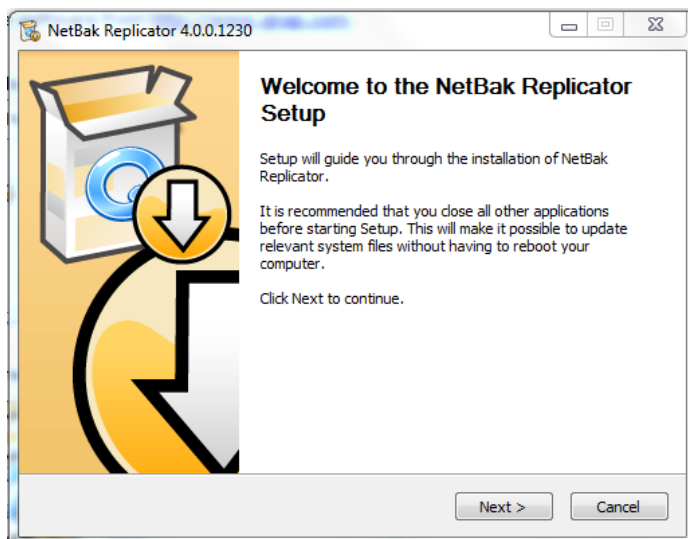 NetBak Replicator 4.0.0.1230
Welcome to the NetBak Replicator
Setup
Setup will guide you through the installation of NetBak
Replicator.
It is recommended that you close all other applications
before starting Setup. This will make it possible to update
relevant system files without having to reboot your
computer.
Click Next to continue.
Next >
Cancel